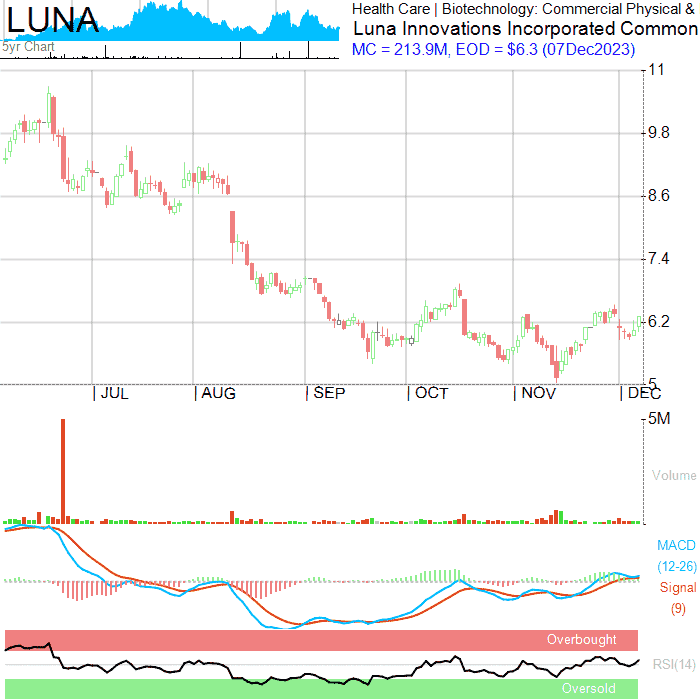 LUNA
5yr Chart
Health Care | Biotechnology: Commercial Physical &
Luna Innovations Incorporated Common
MC = 213.9M, EOD = $6.3 (07Dec2023)
11
9.8
8.6
7.4
6.2
5
| JUL | AUG | SEP | OCT | NOV | DEC
5M
Volume
MACD
(12-26)
Signal
(9)
Overbought
RSI(14)
Oversold